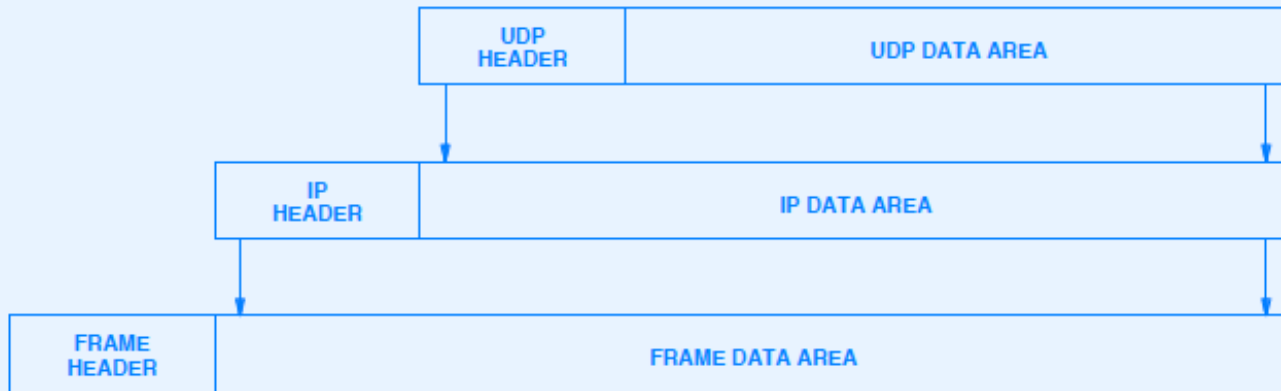 UDP
HEADER
UDP DATA AREA
IP
HEADER
IP DATA AREA
FRAME
HEADER
FRAME DATA AREA